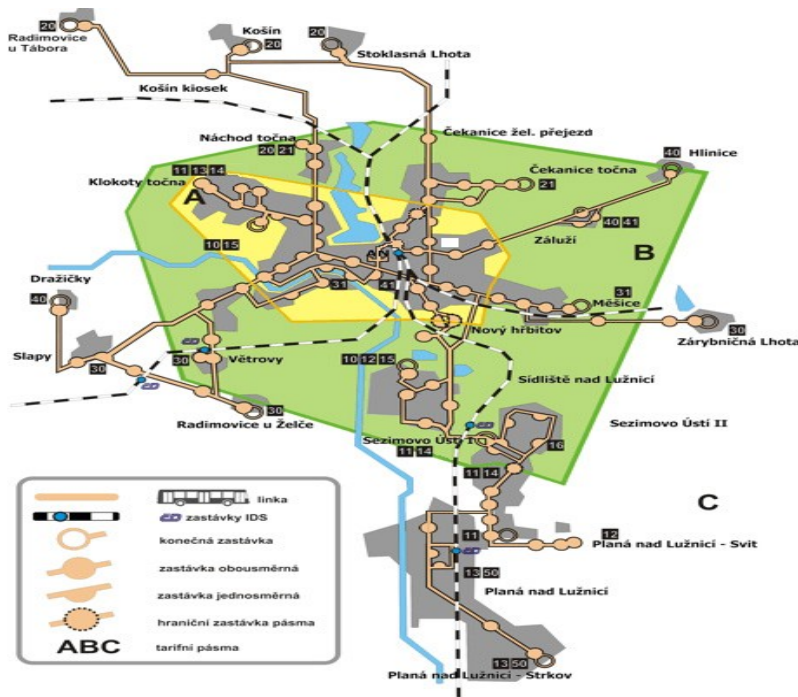 20
Radimovice
u Tábora
Košín
20
20
Stoklasná Lhota
Košín kiosek
Náchod točna
20 21
Čekanice žel. přejezd
40
Hlinice
11 13 14
Klokoty točna
A
Čekanice točna
21
40 41
Záluží
B
10 15
AN
Dražičky
40
31
41
31
Měšice
Nový hřbitov
30
Zárybničná Lhota
Slapy
30
30
Větrovy
10 12 15
Sídliště nad Lužnicí
30
Radimovice u Želče
Sezimovo Ústí I
11 14
Sezimovo Ústí II
16
11 14
C
11
12
Planá nad Lužnicí - Svit
13 50
Planá nad Lužnicí
13 50
Planá nad Lužnicí - Strkov
linka
zastávky IDS
konečná zastávka
zastávka obousměrná
zastávka jednosměrná
hraniční zastávka pásma
ABC
tarifní pásma